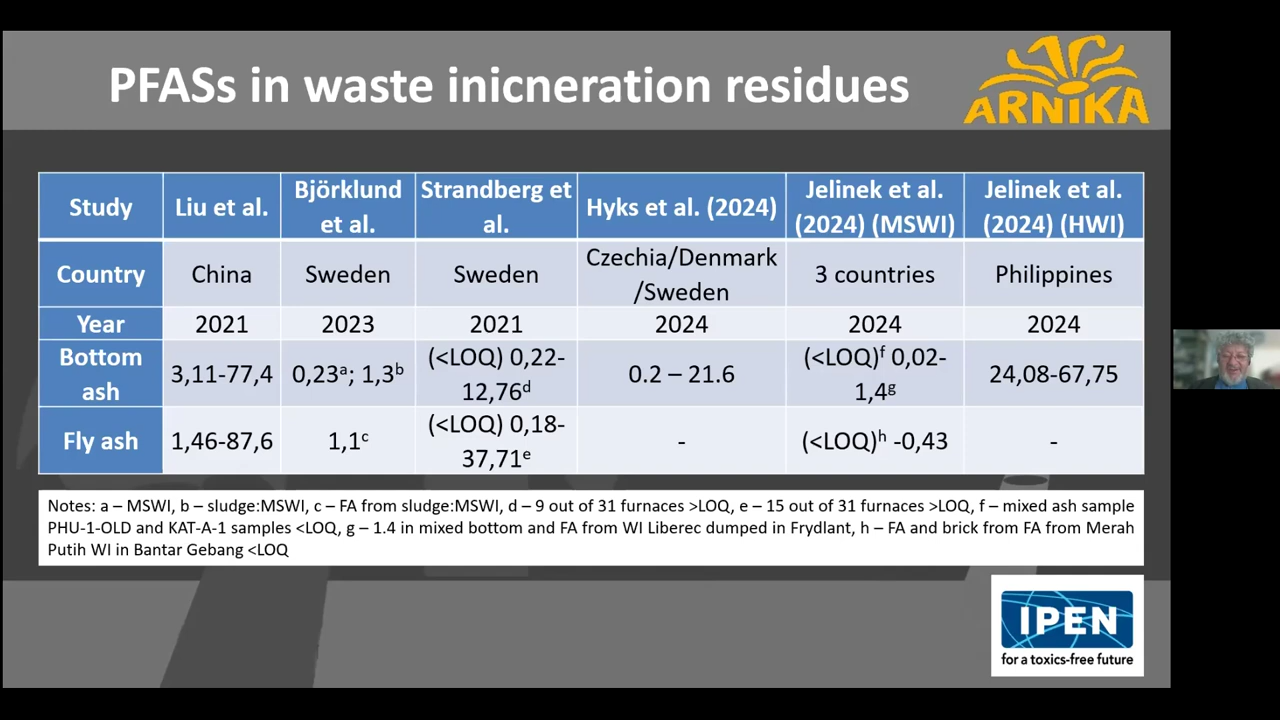 PFASs in waste inicneration residues
ARNIKA
Study
Liu et al.
Björklund
et al.
Strandberg et
al.
Hyks et al. (2024)
Jelinek et al.
(2024) (MSWI)
Jelinek et al.
(2024) (HWI)
Country
China
Sweden
Sweden
Czechia/Denmark
/Sweden
3 countries
Philippines
Year
2021
2023
2021
2024
2024
2024
Bottom
ash
3,11-77,4
0,23ᵃ; 1,3ᵇ
(<LOQ) 0,22-
12,76ᵈ
0.2 – 21.6
(<LOQ)ᶠ 0,02-
1,4ᵍ
24,08-67,75
Fly ash
1,46-87,6
1,1ᶜ
(<LOQ) 0,18-
37,71ᵉ
-
(<LOQ)ʰ -0,43
-
Notes: a – MSWI, b – sludge:MSWI, c – FA from sludge:MSWI, d – 9 out of 31 furnaces >LOQ, e – 15 out of 31 furnaces >LOQ, f – mixed ash sample
PHU-1-OLD and KAT-A-1 samples <LOQ, g – 1.4 in mixed bottom and FA from WI Liberec dumped in Frydlant, h – FA and brick from FA from Merah
Putih WI in Bantar Gebang <LOQ
IPEN
for a toxics-free future